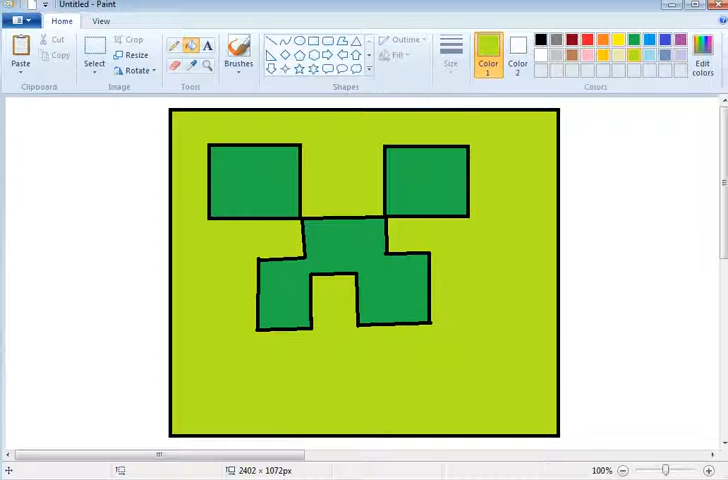 Untitled - Paint
Home View
Paste
Cut
Copy
Clipboard
Select
Crop
Resize
Rotate
Image
A
Tools
Brushes
Outline
Fill
Shapes
Size
Color
1
Color
2
Colors
Edit
colors
2402 × 1072px
100%